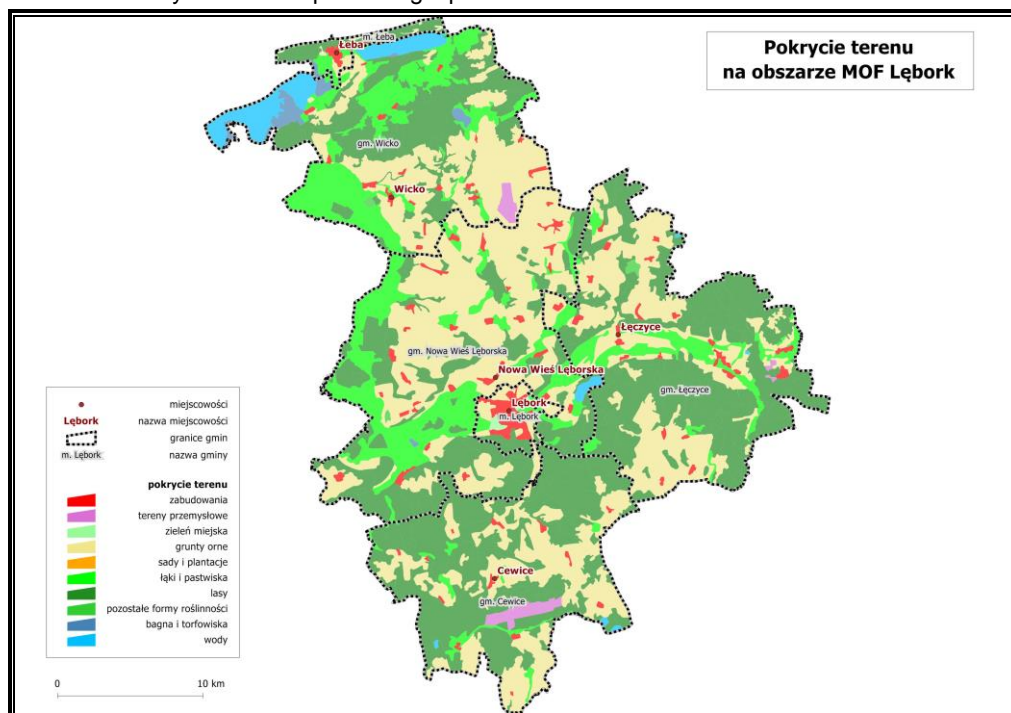 Pokrycie terenu
na obszarze MOF Lębork
m. Łeba
Łeba
gm. Wicko
Wicko
Łęczyce
gm. Nowa Wieś Lęborska
Nowa Wieś Lęborska
gm. Łęczyce
Lębork
m. Lębork
Cewice
gm. Cewice
miejscowości
Lębork nazwa miejscowości
granice gmin
m. Lębork nazwa gminy
pokrycie terenu
zabudowania
tereny przemysłowe
zieleń miejska
grunty orne
sady i plantacje
łąki i pastwiska
lasy
pozostałe formy roślinności
bagna i torfowiska
wody
0 10 km